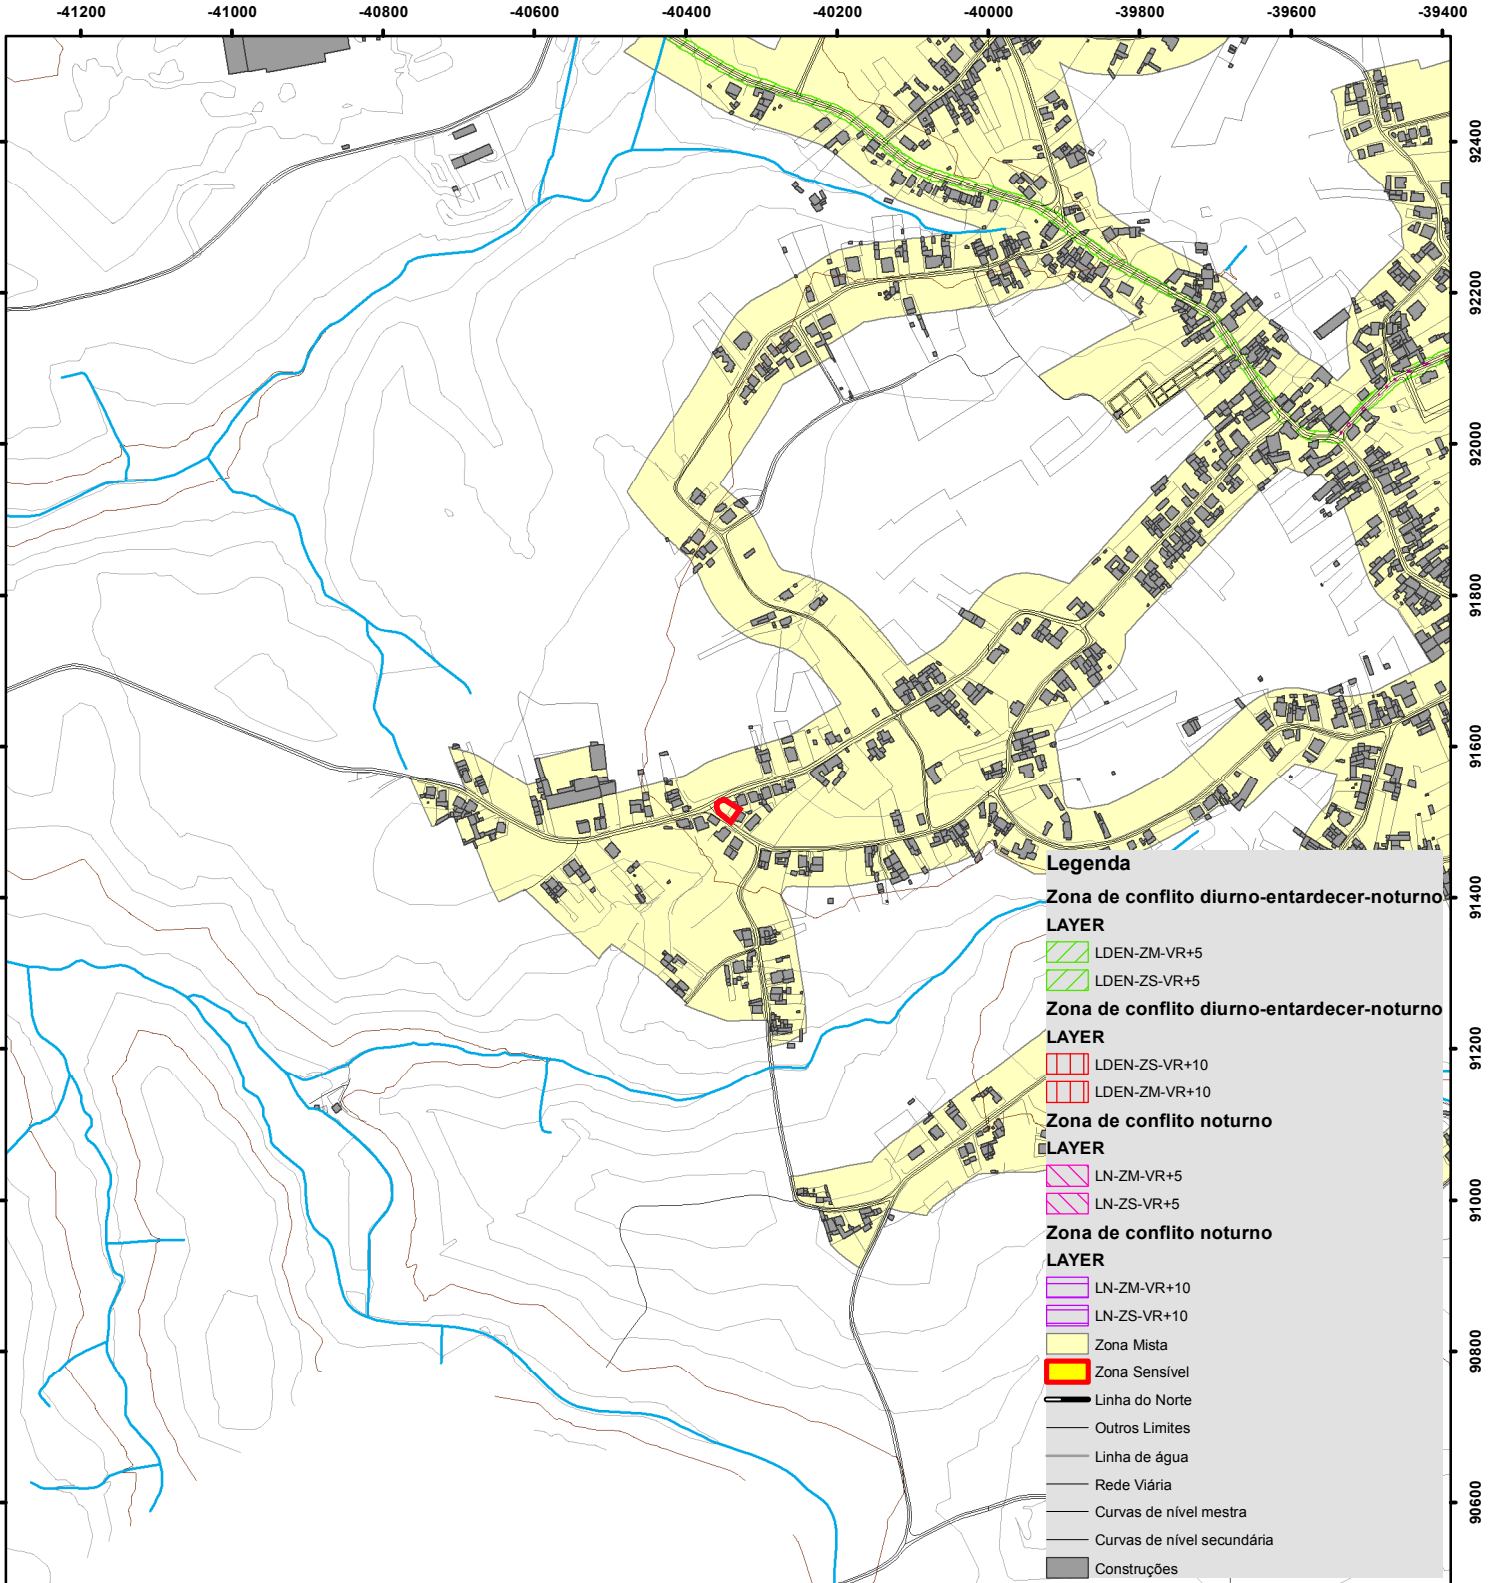 -41200 -41000 -40800 -40600 -40400 -40200 -40000 -39800 -39600 -39400
92400
92200
92000
91800
91600
91400
91200
91000
90800
90600
Legenda
Zona de conflito diurno-entardecer-noturno
LAYER
LDEN-ZM-VR+5
LDEN-ZS-VR+5
Zona de conflito diurno-entardecer-noturno
LAYER
LDEN-ZS-VR+10
LDEN-ZM-VR+10
Zona de conflito noturno
LAYER
LN-ZM-VR+5
LN-ZS-VR+5
Zona de conflito noturno
LAYER
LN-ZM-VR+10
LN-ZS-VR+10
Zona Mista
Zona Sensível
Linha do Norte
Outros Limites
Linha de água
Rede Viária
Curvas de nível mestra
Curvas de nível secundária
Construções